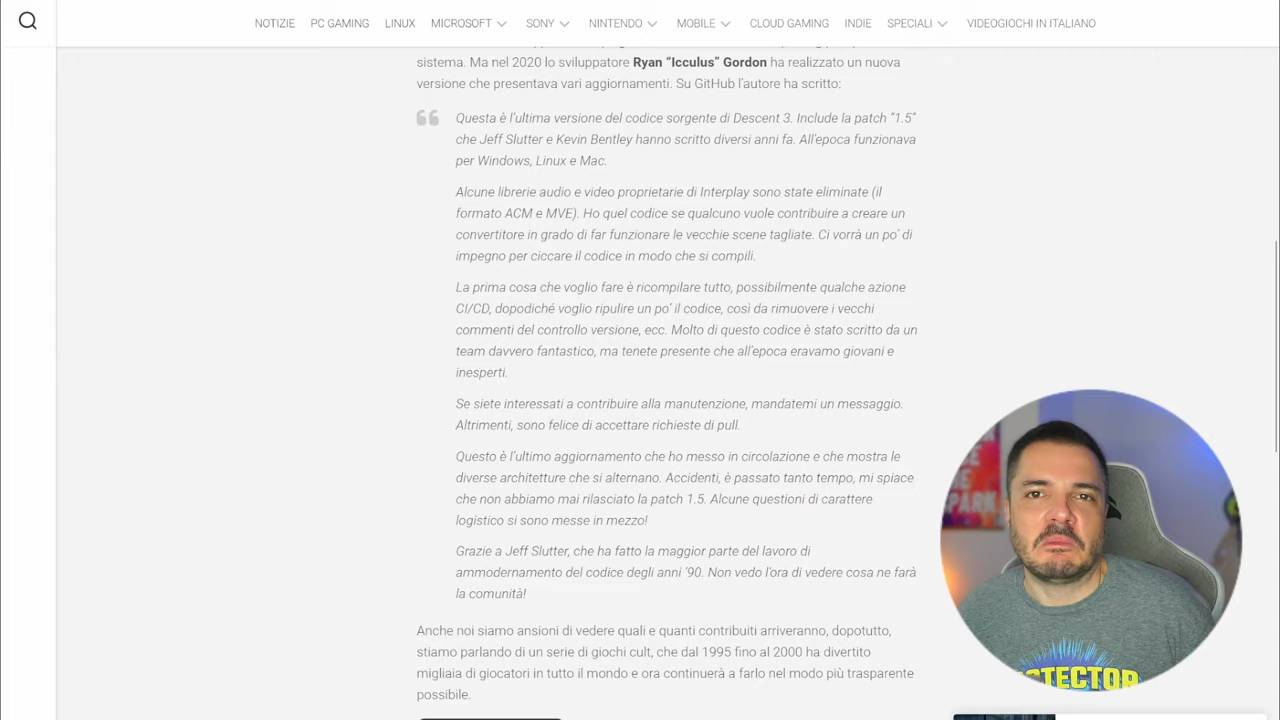 NOTIZIE PC GAMING LINUX MICROSOFT SONY NINTENDO MOBILE CLOUD GAMING INDIE SPECIALI VIDEOGIOCHI IN ITALIANO
sistema. Ma nel 2020 lo sviluppatore Ryan “Icculus” Gordon ha realizzato un nuova
versione che presentava vari aggiornamenti. Su GitHub l’autore ha scritto:
Questa è l’ultima versione del codice sorgente di Descent 3. Include la patch “1.5”
che Jeff Slutter e Kevin Bentley hanno scritto diversi anni fa. All’epoca funzionava
per Windows, Linux e Mac.
Alcune librerie audio e video proprietarie di Interplay sono state eliminate (il
formato ACM e MVE). Ho quel codice se qualcuno vuole contribuire a creare un
convertitore in grado di far funzionare le vecchie scene tagliate. Ci vorrà un po’ di
impegno per ciccare il codice in modo che si compili.
La prima cosa che voglio fare è ricompilare tutto, possibilmente qualche azione
CI/CD, dopodiché voglio ripulire un po’ il codice, così da rimuovere i vecchi
commenti del controllo versione, ecc. Molto di questo codice è stato scritto da un
team davvero fantastico, ma tenete presente che all’epoca eravamo giovani e
inesperti.
Se siete interessati a contribuire alla manutenzione, mandatemi un messaggio.
Altrimenti, sono felice di accettare richieste di pull.
Questo è l’ultimo aggiornamento che ho messo in circolazione e che mostra le
diverse architetture che si alternano. Accidenti, è passato tanto tempo, mi spiace
che non abbiamo mai rilasciato la patch 1.5. Alcune questioni di carattere
logistico si sono messe in mezzo!
Grazie a Jeff Slutter, che ha fatto la maggior parte del lavoro di
ammodernamento del codice degli anni ’90. Non vedo l’ora di vedere cosa ne farà
la comunità!
Anche noi siamo ansioni di vedere quali e quanti contribuiti arriveranno, dopotutto,
stiamo parlando di un serie di giochi cult, che dal 1995 fino al 2000 ha divertito
migliaia di giocatori in tutto il mondo e ora continuerà a farlo nel modo più trasparente
possibile.